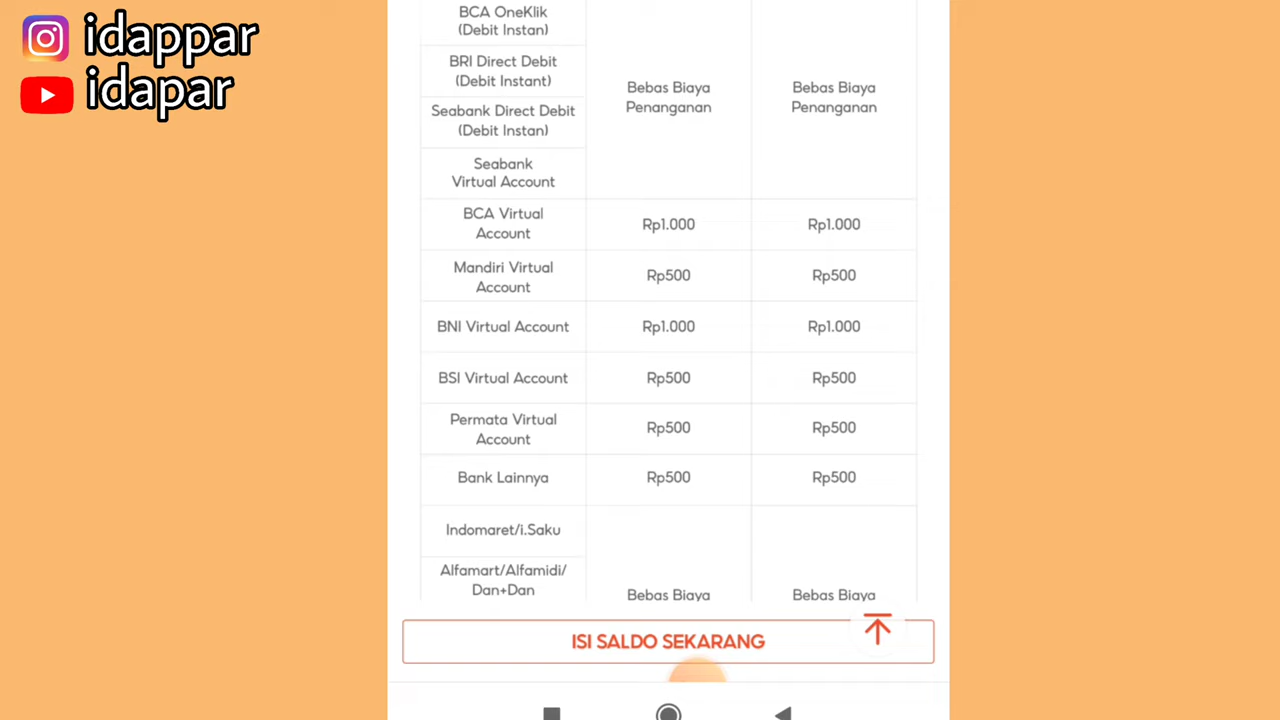 idappar
idapar
BCA OneKlik
(Debit Instan)
BRI Direct Debit
(Debit Instant)
Seabank Direct Debit
(Debit Instan)
Seabank
Virtual Account
Bebas Biaya
Penanganan
Bebas Biaya
Penanganan
BCA Virtual
Account
Rp1.000
Rp1.000
Mandiri Virtual
Account
Rp500
Rp500
BNI Virtual Account
Rp1.000
Rp1.000
BSI Virtual Account
Rp500
Rp500
Permata Virtual
Account
Rp500
Rp500
Bank Lainnya
Rp500
Rp500
Indomaret/i.Saku
Alfamart/Alfamidi/
Dan+Dan
Bebas Biaya
Bebas Biaya
ISI SALDO SEKARANG